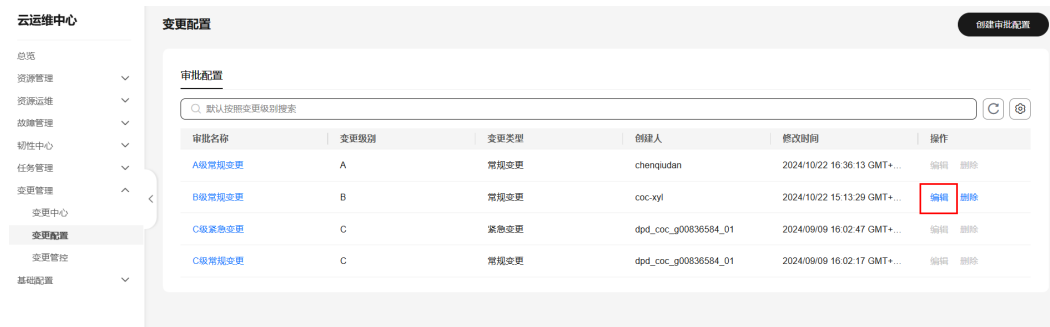 云运维中心
总览
资源管理
资源运维
故障管理
韧性中心
任务管理
变更管理
变更中心
变更配置
变更管控
基础配置
变更配置
创建审批配置
审批配置
默认按照变更级别搜索
审批名称 变更级别 变更类型 创建人 修改时间 操作
A级常规变更 A 常规变更 chenqiudan 2024/10/22 16:36:13 GMT+... 编辑 删除
B级常规变更 B 常规变更 coc-xyl 2024/10/22 15:13:29 GMT+... 编辑 删除
C级紧急变更 C 紧急变更 dpd_coc_g00836584_01 2024/09/09 16:02:47 GMT+... 编辑 删除
C级常规变更 C 常规变更 dpd_coc_g00836584_01 2024/09/09 16:02:17 GMT+... 编辑 删除